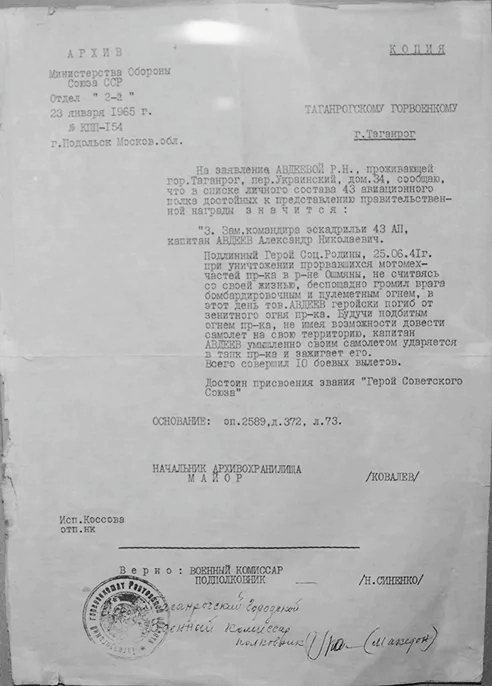 АРХИВ
Министерства Обороны
Союза ССР
Отдел "2-й"
23 января 1965 г.
№ КПП-154
г.Подольск Москов.обл.
КОПИЯ
ТАГАНРОГСКОМУ ГОРВОЕНКОМУ
г.Таганрог
На заявление АВДЕЕВОЙ Р.Н., проживающей
гор.Таганрог, пер.Украинский, дом.34, сообщаю,
что в списке личного состава 43 авиационного
полка достойных к представлению правительствен-
ной награды значится:
"3. Зам.командира эскадрильи 43 АП,
капитан АВДЕЕВ Александр Николаевич.
Подлинный Герой Соц.Родины, 25.06.41г.
при уничтожении прорвавшихся мотомех-
частей пр-ка в р-не Ошмяны, не считаясь
со своей жизнью, беспощадно громил врага
бомбардировочным и пулеметным огнем, в
этот день тов.АВДЕЕВ геройски погиб от
зенитного огня пр-ка. Будучи подбитым
огнем пр-ка, не имея возможности довести
самолет на свою территорию, капитан
АВДЕЕВ умышленно своим самолетом ударяется
в танк пр-ка и зажигает его.
Всего совершил 10 боевых вылетов.
Достоин присвоения звания "Герой Советского
Союза"
ОСНОВАНИЕ: оп.2589,д.372, л.73.
НАЧАЛЬНИК АРХИВОХРАНИЛИЩА
МАЙОР /КОВАЛЕВ/
Исп.Коссова
отп.нк
Верно: ВОЕННЫЙ КОМИССАР
ПОДПОЛКОВНИК /Н.СИНЕНКО/
Таганрогский городской
военный комиссар
полковник